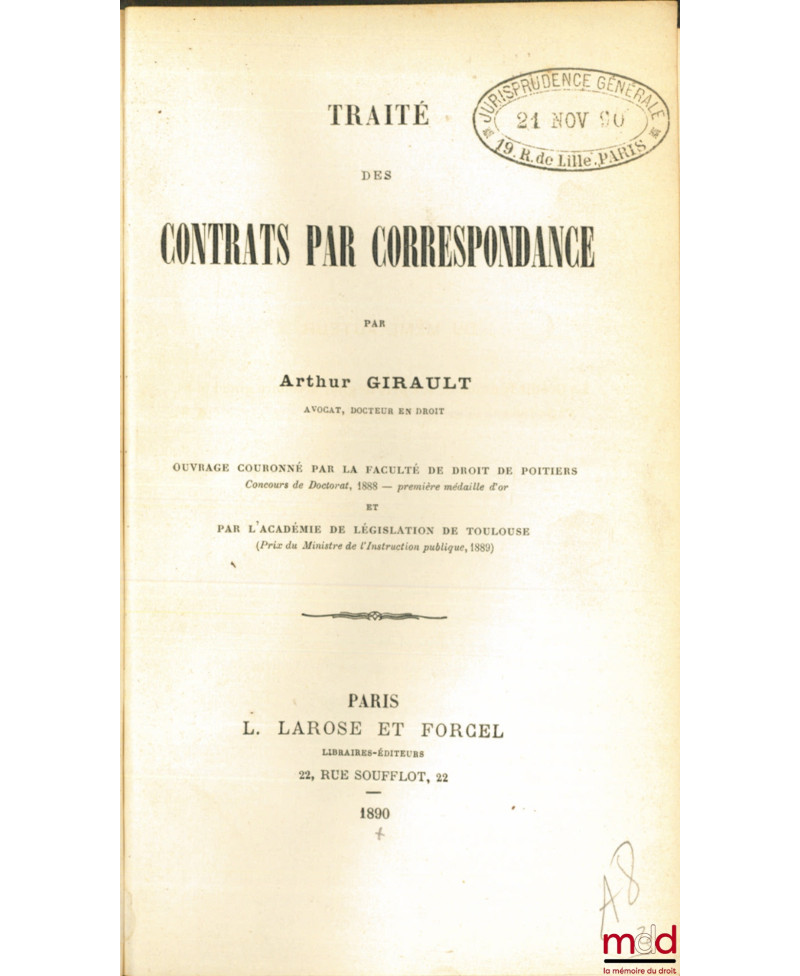 JURISPRUDENCE GÉNÉRALE
21 NOV 90
19. R. de Lille, PARIS
TRAITÉ
DES
CONTRATS PAR CORRESPONDANCE
PAR
Arthur GIRAULT
AVOCAT, DOCTEUR EN DROIT
OUVRAGE COURONNÉ PAR LA FACULTÉ DE DROIT DE POITIERS
Concours de Doctorat, 1888 — première médaille d'or
ET
PAR L'ACADÉMIE DE LÉGISLATION DE TOULOUSE
(Prix du Ministre de l'Instruction publique, 1889)
PARIS
L. LAROSE ET FORCEL
LIBRAIRES-ÉDITEURS
22, RUE SOUFFLOT, 22
1890
A8
mdd
la mémoire du droit